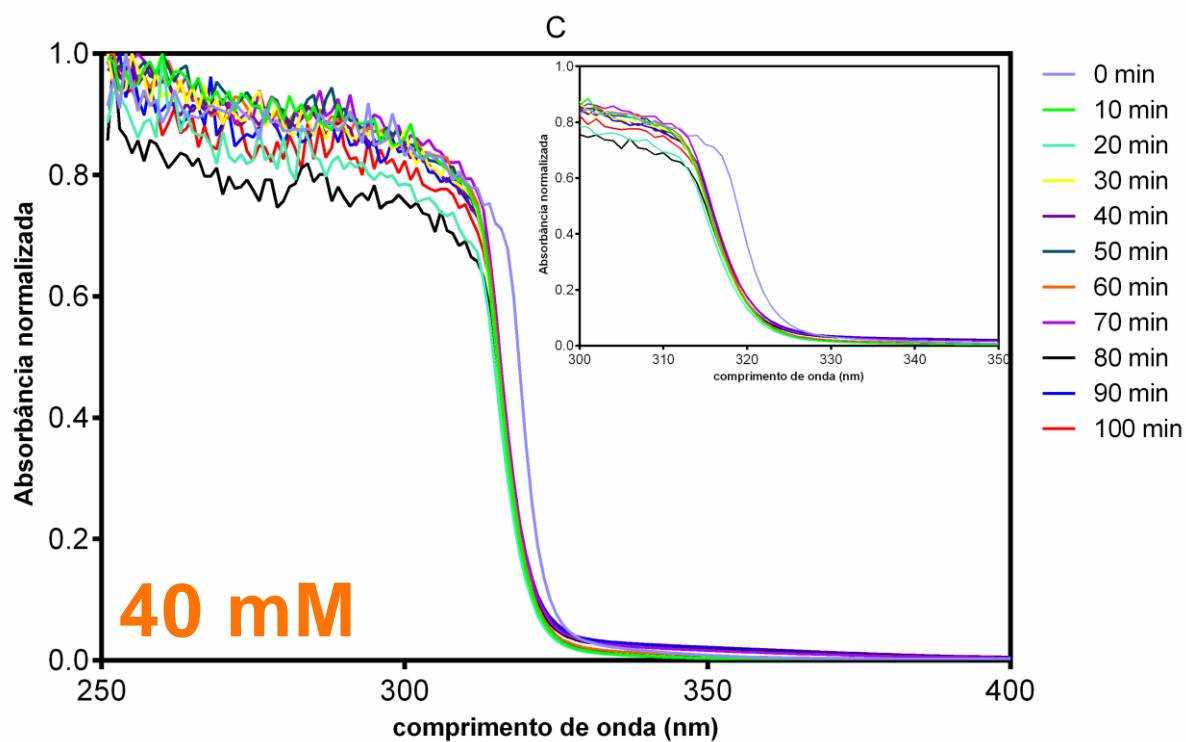 C
Absorbância normalizada
1.0
0.8
0.6
0.4
0.2
0.0
250
300
350
400
comprimento de onda (nm)
40 mM
Absorbância normalizada
1.0
0.8
0.6
0.4
0.2
0.0
300
310
320
330
340
350
comprimento de onda (nm)
0 min
10 min
20 min
30 min
40 min
50 min
60 min
70 min
80 min
90 min
100 min